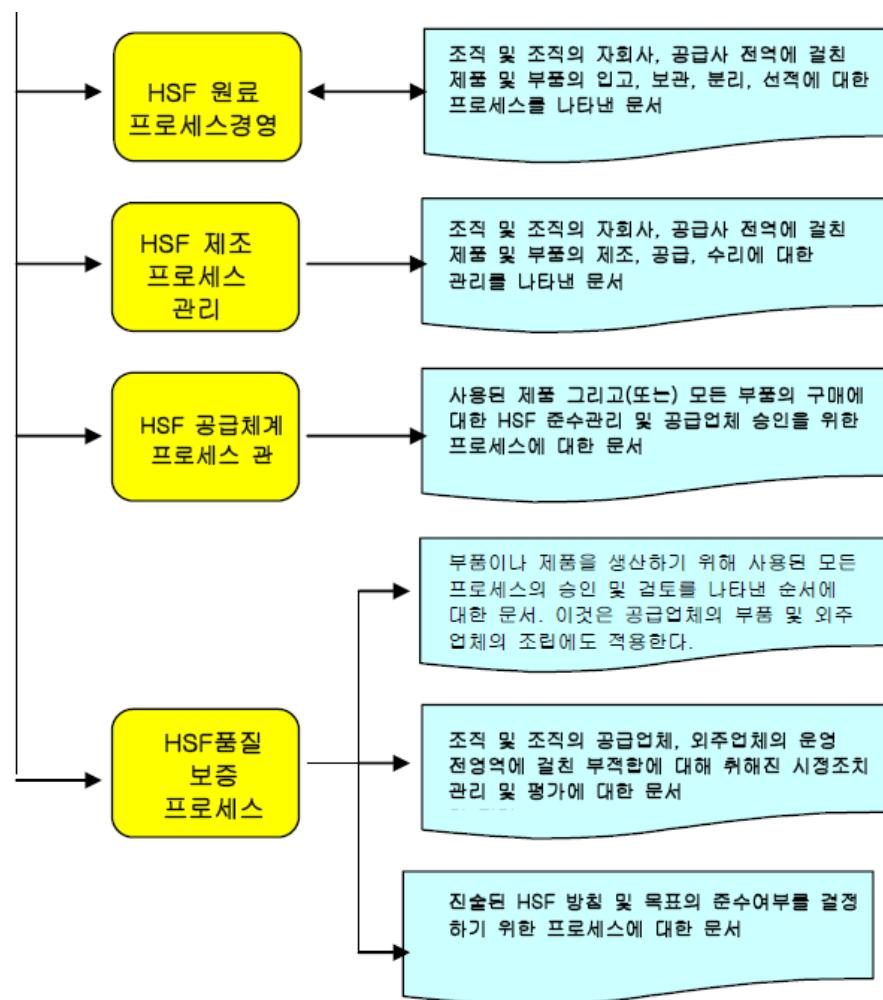 HSF 원료
프로세스경영
조직 및 조직의 자회사, 공급사 전역에 걸친
제품 및 부품의 입고, 보관, 분리, 선적에 대한
프로세스를 나타낸 문서
HSF 제조
프로세스
관리
조직 및 조직의 자회사, 공급사 전역에 걸친
제품 및 부품의 제조, 공급, 수리에 대한
관리를 나타낸 문서
HSF 공급체계
프로세스 관
사용된 제품 그리고(또는) 모든 부품의 구매에
대한 HSF 준수관리 및 공급업체 승인을 위한
프로세스에 대한 문서
HSF품질
보증
프로세스
부품이나 제품을 생산하기 위해 사용된 모든
프로세스의 승인 및 검토를 나타낸 순서에
대한 문서. 이것은 공급업체의 부품 및 외주
업체의 조립에도 적용한다.
조직 및 조직의 공급업체, 외주업체의 운영
전영역에 걸친 부적합에 대해 취해진 시정조치
관리 및 평가에 대한 문서
진술된 HSF 방침 및 목표의 준수여부를 결정
하기 위한 프로세스에 대한 문서